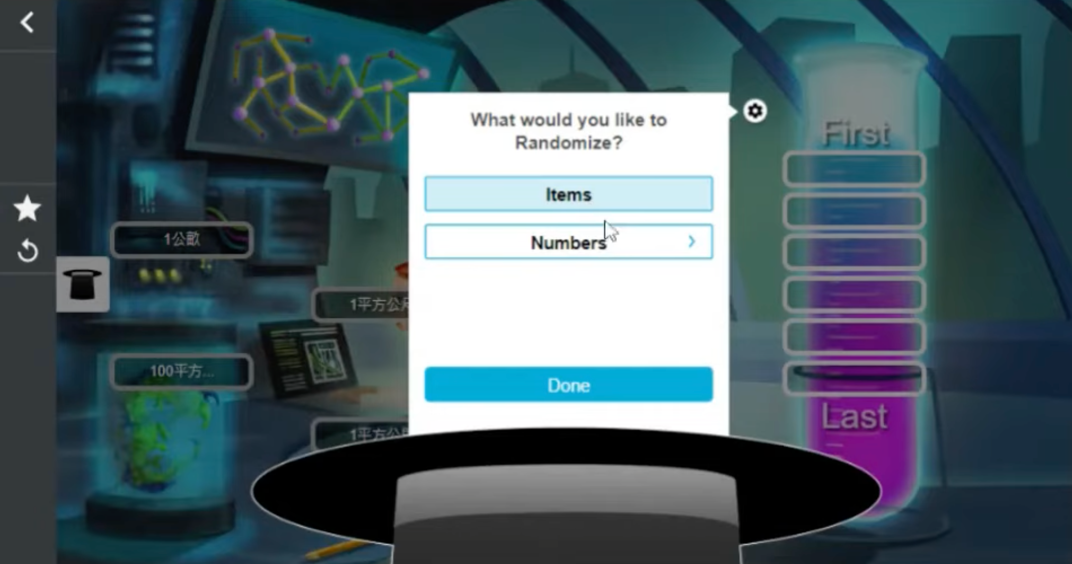 What would you like to
Randomize?
Items
Numbers
Done
First
Last
1公畝
1平方公尺
100平方...
1平方公